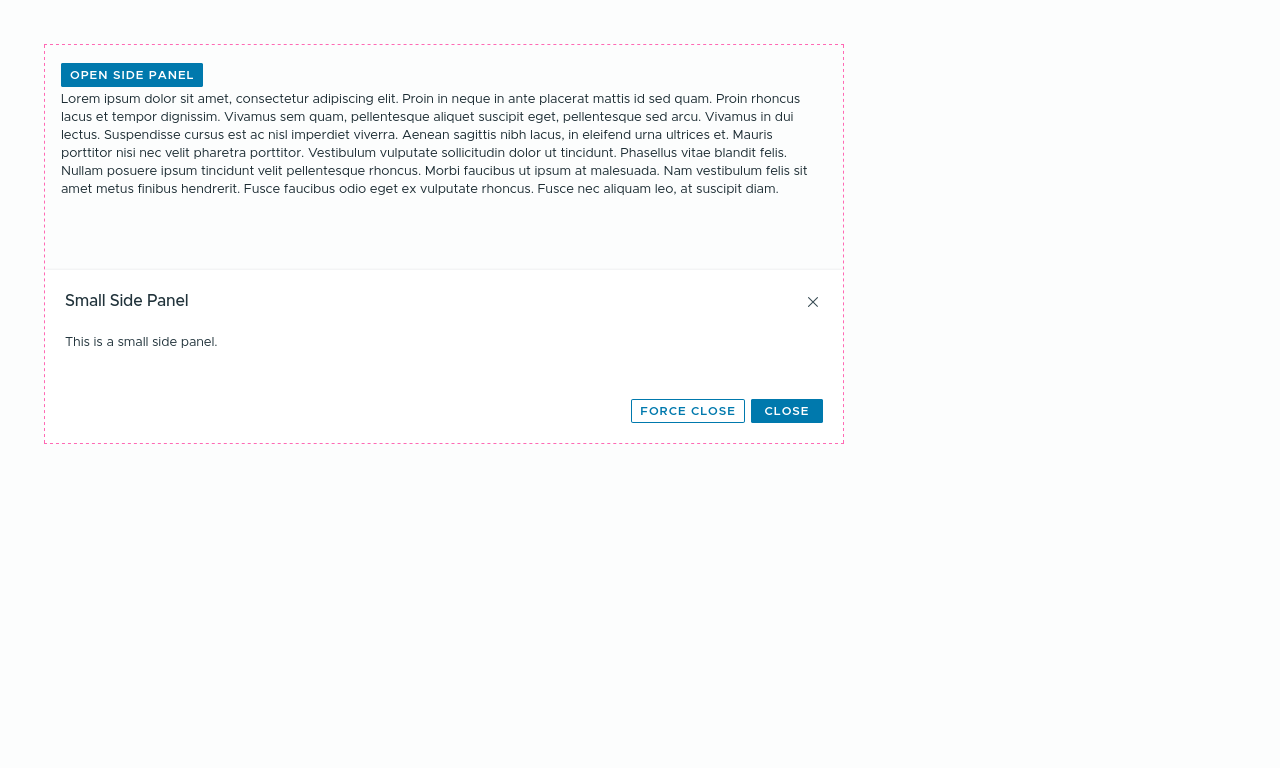 OPEN SIDE PANEL
Lorem ipsum dolor sit amet, consectetur adipiscing elit. Proin in neque in ante placerat mattis id sed quam. Proin rhoncus
lacus et tempor dignissim. Vivamus sem quam, pellentesque aliquet suscipit eget, pellentesque sed arcu. Vivamus in dui
lectus. Suspendisse cursus est ac nisl imperdiet viverra. Aenean sagittis nibh lacus, in eleifend urna ultrices et. Mauris
porttitor nisi nec velit pharetra porttitor. Vestibulum vulputate sollicitudin dolor ut tincidunt. Phasellus vitae blandit felis.
Nullam posuere ipsum tincidunt velit pellentesque rhoncus. Morbi faucibus ut ipsum at malesuada. Nam vestibulum felis sit
amet metus finibus hendrerit. Fusce faucibus odio eget ex vulputate rhoncus. Fusce nec aliquam leo, at suscipit diam.
Small Side Panel
This is a small side panel.
FORCE CLOSE CLOSE